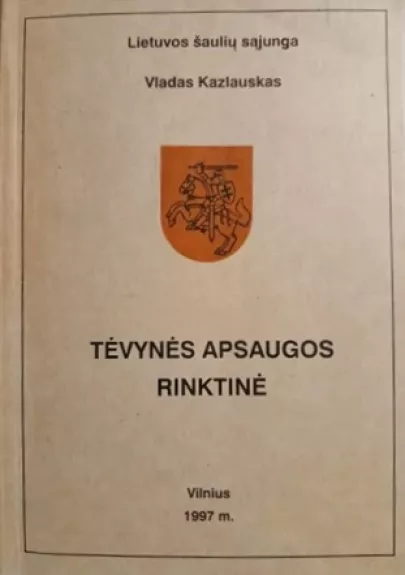 Lietuvos šaulių sąjunga
Vladas Kazlauskas
TĖVYNĖS APSAUGOS
RINKTINĖ
Vilnius
1997 m.